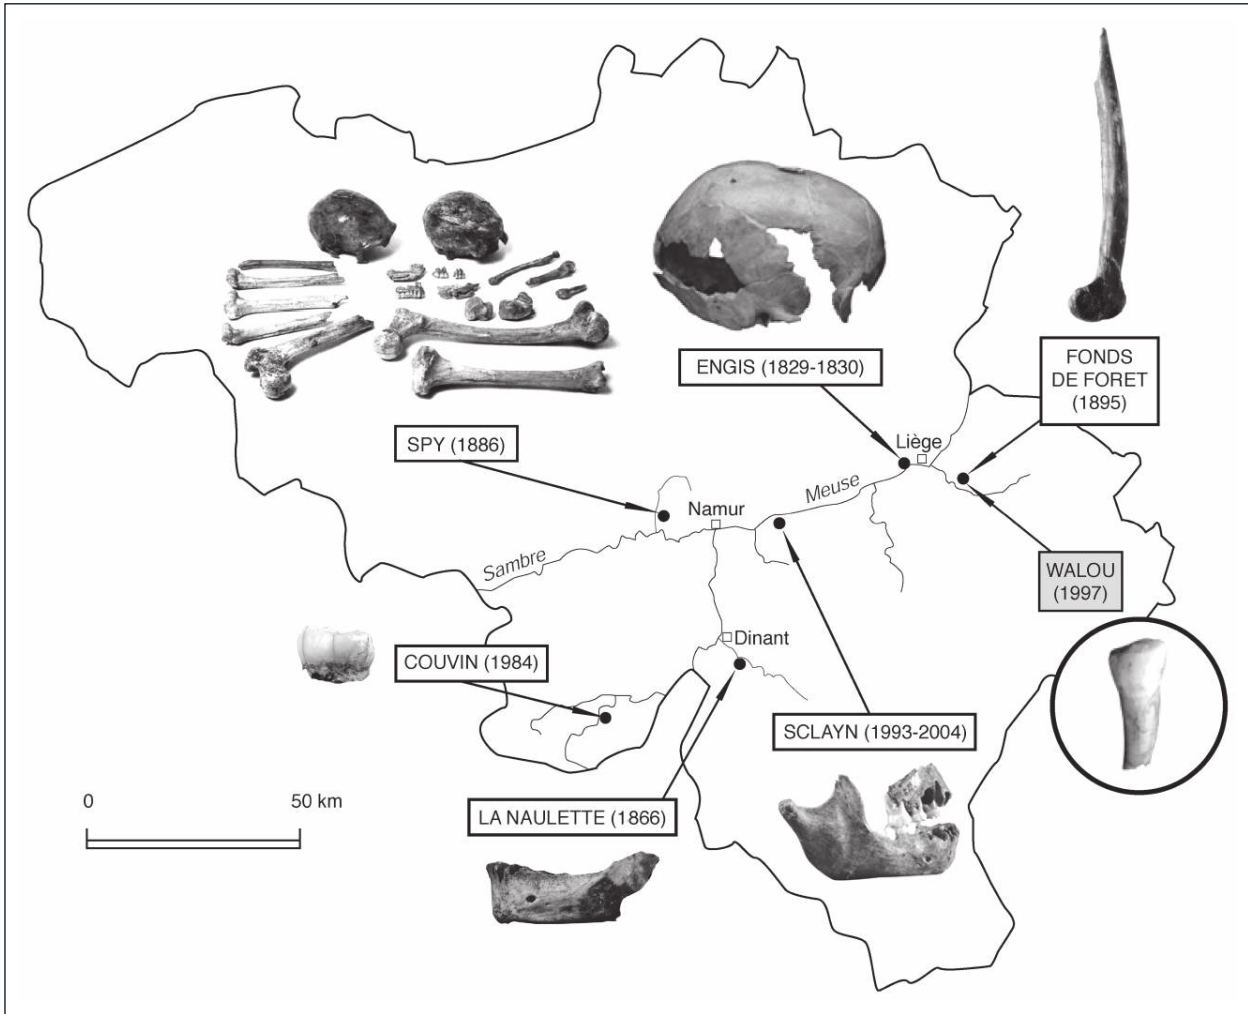 ENGIS (1829-1830)
FONDS
DE FORET
(1895)
SPY (1886)
Liège
Meuse
Namur
Sambre
WALOU
(1997)
Dinant
COUVIN (1984)
SCLAYN (1993-2004)
0 50 km
LA NAULETTE (1866)